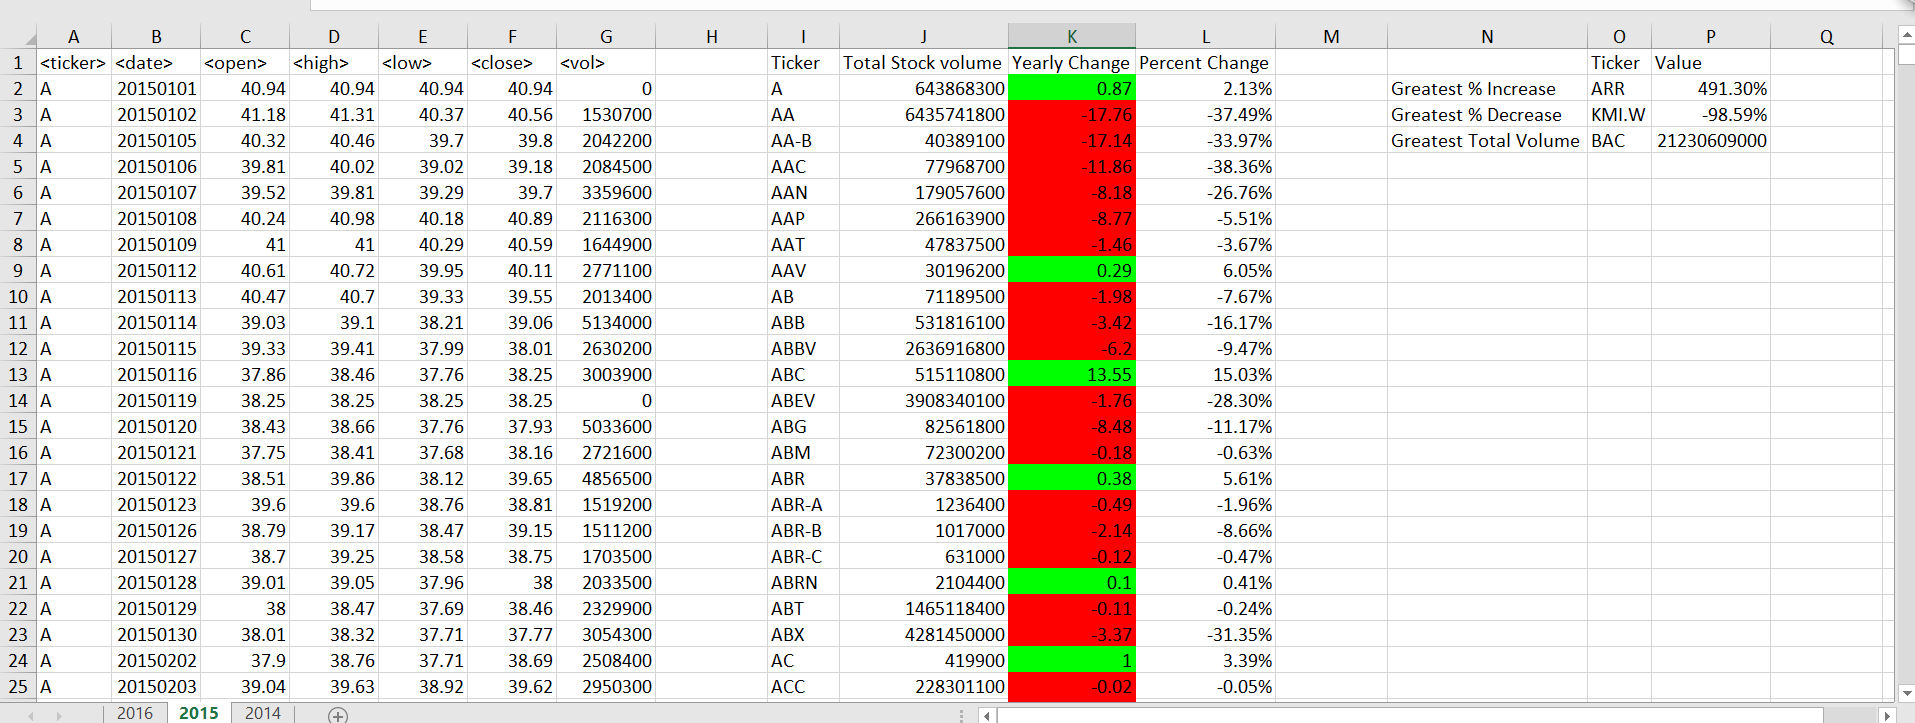 A B C D E F G H I J K L M N O P Q
1 <ticker> <date> <open> <high> <low> <close> <vol> Ticker Total Stock volume Yearly Change Percent Change Ticker Value
2 A 20150101 40.94 40.94 40.94 40.94 0 A 643868300 0.87 2.13% Greatest % Increase ARR 491.30%
3 A 20150102 41.18 41.31 40.37 40.56 1530700 AA 6435741800 -17.76 -37.49% Greatest % Decrease KMI.W -98.59%
4 A 20150105 40.32 40.46 39.7 39.8 2042200 AA-B 40389100 -17.14 -33.97% Greatest Total Volume BAC 21230609000
5 A 20150106 39.81 40.02 39.02 39.18 2084500 AAC 77968700 -11.86 -38.36%
6 A 20150107 39.52 39.81 39.29 39.7 3359600 AAN 179057600 -8.18 -26.76%
7 A 20150108 40.24 40.98 40.18 40.89 2116300 AAP 266163900 -8.77 -5.51%
8 A 20150109 41 41 40.29 40.59 1644900 AAT 47837500 -1.46 -3.67%
9 A 20150112 40.61 40.72 39.95 40.11 2771100 AAV 30196200 0.29 6.05%
10 A 20150113 40.47 40.7 39.33 39.55 2013400 AB 71189500 -1.98 -7.67%
11 A 20150114 39.03 39.1 38.21 39.06 5134000 ABB 531816100 -3.42 -16.17%
12 A 20150115 39.33 39.41 37.99 38.01 2630200 ABBV 2636916800 -6.2 -9.47%
13 A 20150116 37.86 38.46 37.76 38.25 3003900 ABC 515110800 13.55 15.03%
14 A 20150119 38.25 38.25 38.25 38.25 0 ABEV 3908340100 -1.76 -28.30%
15 A 20150120 38.43 38.66 37.76 37.93 5033600 ABG 82561800 -8.48 -11.17%
16 A 20150121 37.75 38.41 37.68 38.16 2721600 ABM 72300200 -0.18 -0.63%
17 A 20150122 38.51 39.86 38.12 39.65 4856500 ABR 37838500 0.38 5.61%
18 A 20150123 39.6 39.6 38.76 38.81 1519200 ABR-A 1236400 -0.49 -1.96%
19 A 20150126 38.79 39.17 38.47 39.15 1511200 ABR-B 1017000 -2.14 -8.66%
20 A 20150127 38.7 39.25 38.58 38.75 1703500 ABR-C 631000 -0.12 -0.47%
21 A 20150128 39.01 39.05 37.96 38 2033500 ABRN 2104400 0.1 0.41%
22 A 20150129 38 38.47 37.69 38.46 2329900 ABT 1465118400 -0.11 -0.24%
23 A 20150130 38.01 38.32 37.71 37.77 3054300 ABX 4281450000 -3.37 -31.35%
24 A 20150202 37.9 38.76 37.71 38.69 2508400 AC 419900 1 3.39%
25 A 20150203 39.04 39.63 38.92 39.62 2950300 ACC 228301100 -0.02 -0.05%
2016 2015 2014